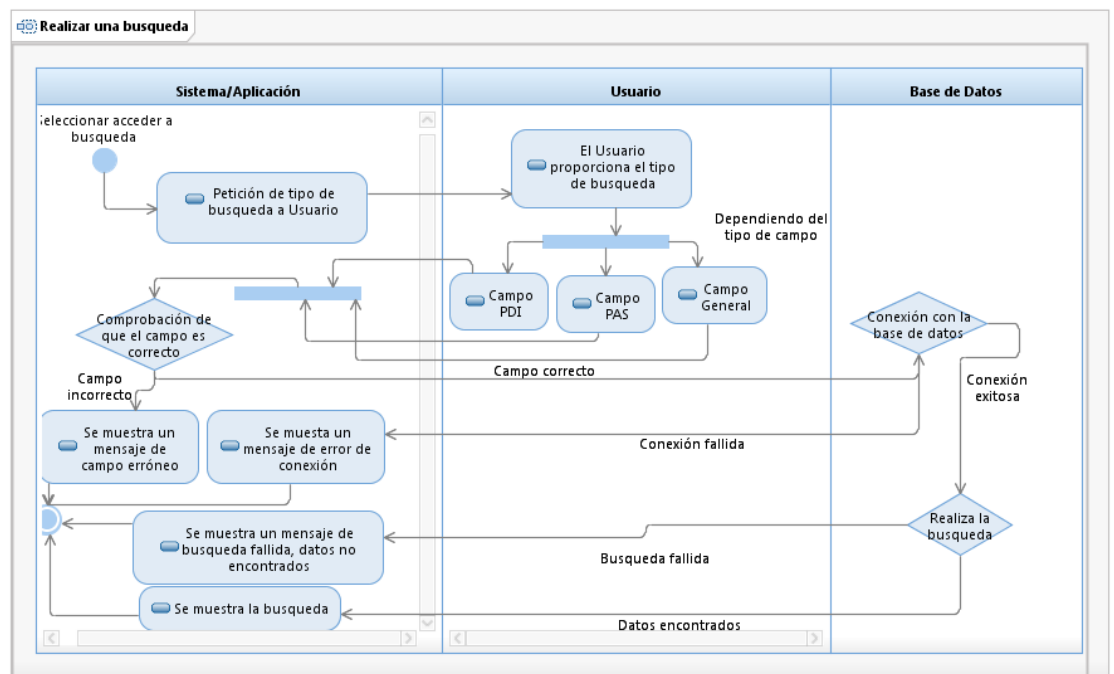 Realizar una busqueda
Sistema/Aplicación
Usuario
Base de Datos
eleccionar acceder a
busqueda
Petición de tipo de
busqueda a Usuario
El Usuario
proporciona el tipo
de busqueda
Dependiendo del
tipo de campo
Campo
PDI
Campo
PAS
Campo
General
Comprobación de
que el campo es
correcto
Conexión con la
base de datos
Campo correcto
Campo
incorrecto
Conexión
exitosa
Se muestra un
mensaje de
campo erróneo
Se muesta un
mensaje de error de
conexión
Conexión fallida
Realiza la
busqueda
Se muestra un mensaje de
busqueda fallida, datos no
encontrados
Busqueda fallida
Se muestra la busqueda
Datos encontrados